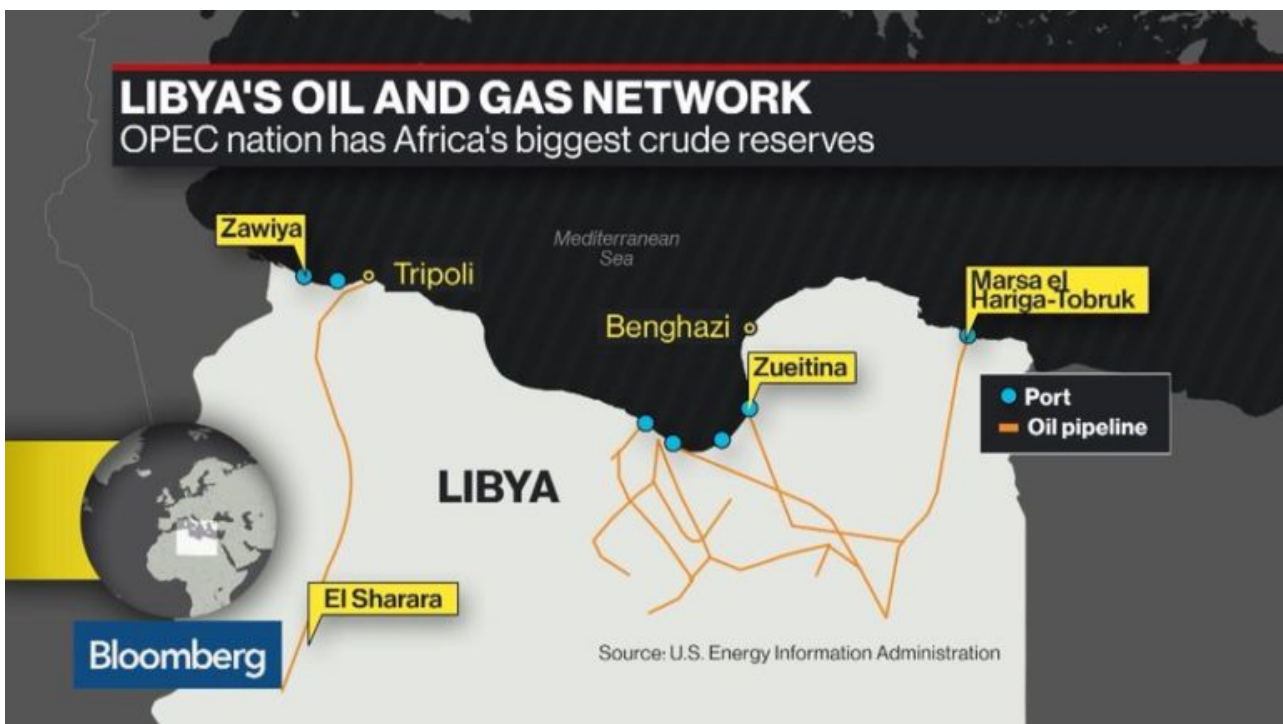 LIBYA'S OIL AND GAS NETWORK
OPEC nation has Africa's biggest crude reserves
Zawiya
Tripoli
Mediterranean
Sea
Marsa el
Hariga-Tobruk
Benghazi
Zueitina
Port
Oil pipeline
LIBYA
El Sharara
Bloomberg
Source: U.S. Energy Information Administration